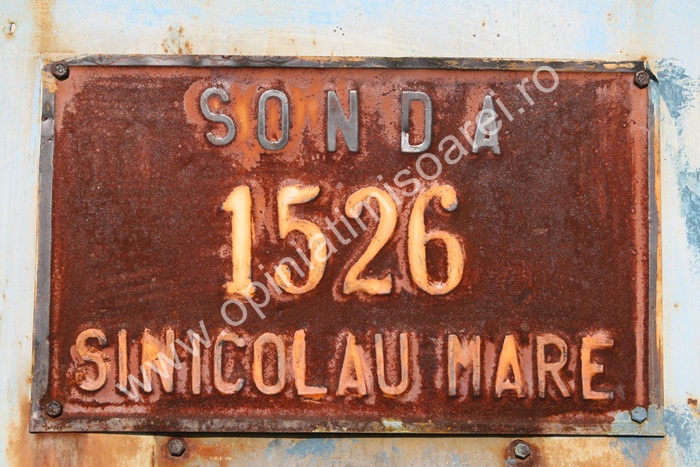 SONDA
1526
SINICOLAU MARE
www.opiniatimisoarei.ro